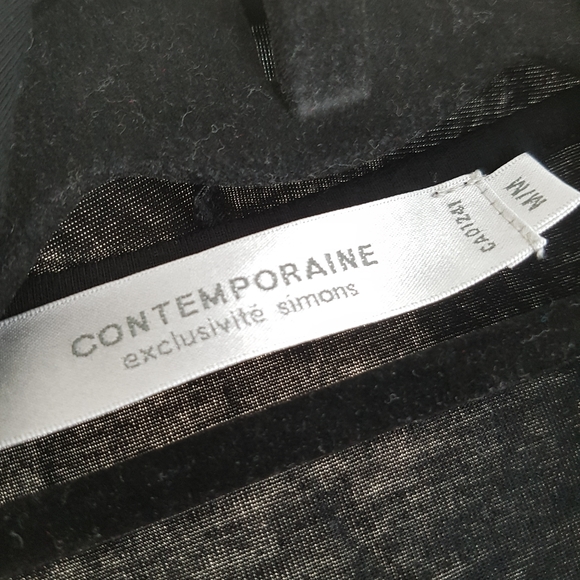 CONTEMPORAINE
exclusivité simons
CA01241
M/M